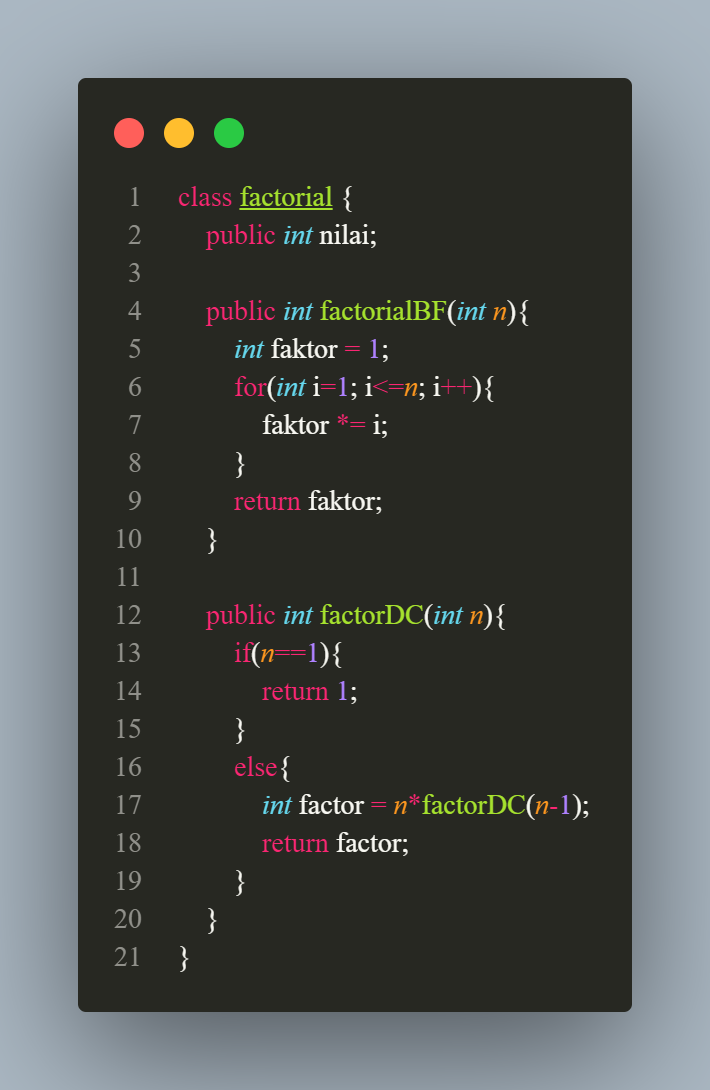 1 class factorial {
2 public int nilai;
3
4 public int factorialBF(int n){
5 int faktor = 1;
6 for(int i=1; i<=n; i++){
7 faktor *= i;
8 }
9 return faktor;
10 }
11
12 public int factorDC(int n){
13 if(n==1){
14 return 1;
15 }
16 else{
17 int factor = n*factorDC(n-1);
18 return factor;
19 }
20 }
21 }